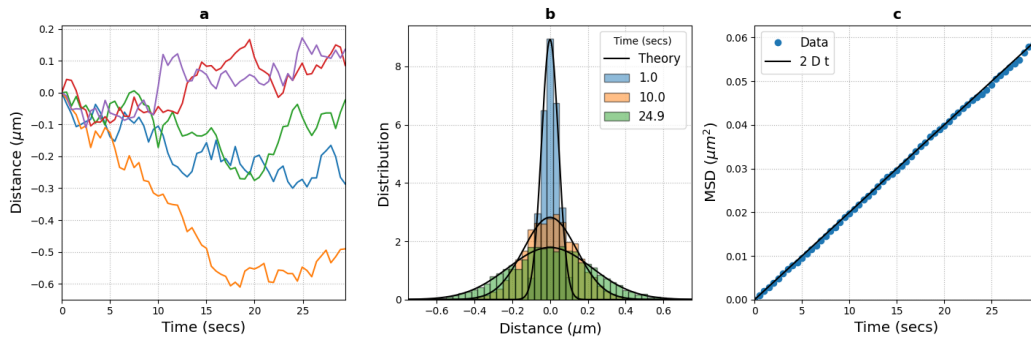 a
0.2
0.1
0.0
−0.1
−0.2
−0.3
−0.4
−0.5
−0.6
Distance (μm)
0 5 10 15 20 25
Time (secs)
b
8
6
4
2
0
Distribution
−0.6 −0.4 −0.2 0.0 0.2 0.4 0.6
Distance (μm)
Time (secs)
Theory
1.0
10.0
24.9
c
0.06
0.05
0.04
0.03
0.02
0.01
0.00
MSD (μm²)
0 5 10 15 20 25
Time (secs)
Data
2 D t